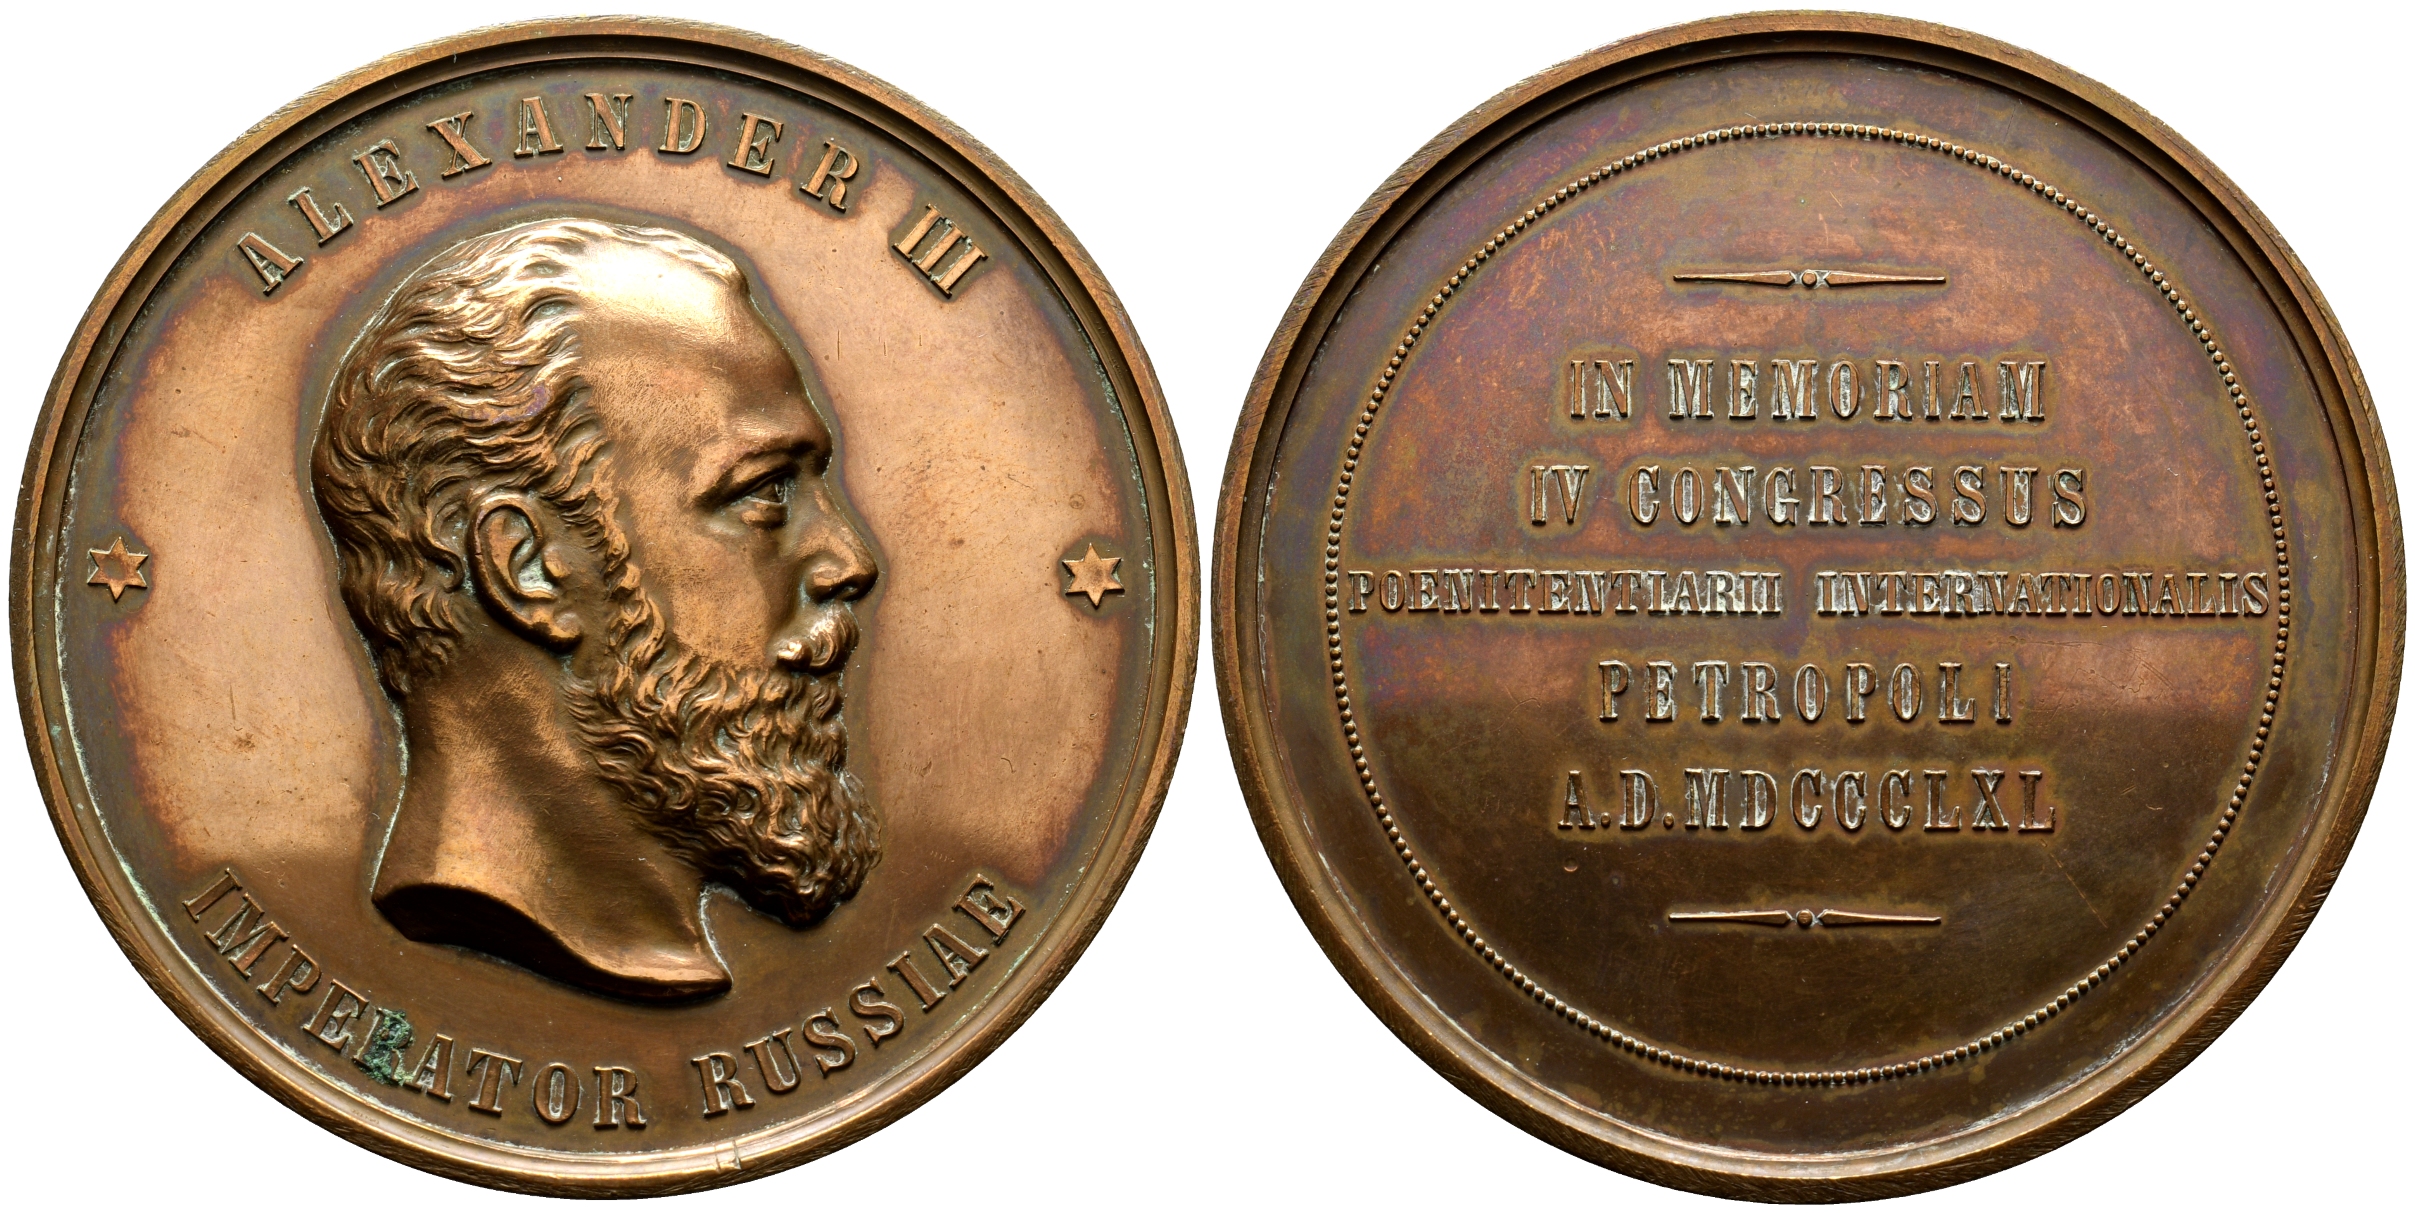 ALEXANDER III
IMPERATOR RUSSIAE
IN MEMORIAM
IV CONGRESSUS
POENITENTIARII INTERNATIONALIS
PETROPOLI
A.D.MDCCCLXL